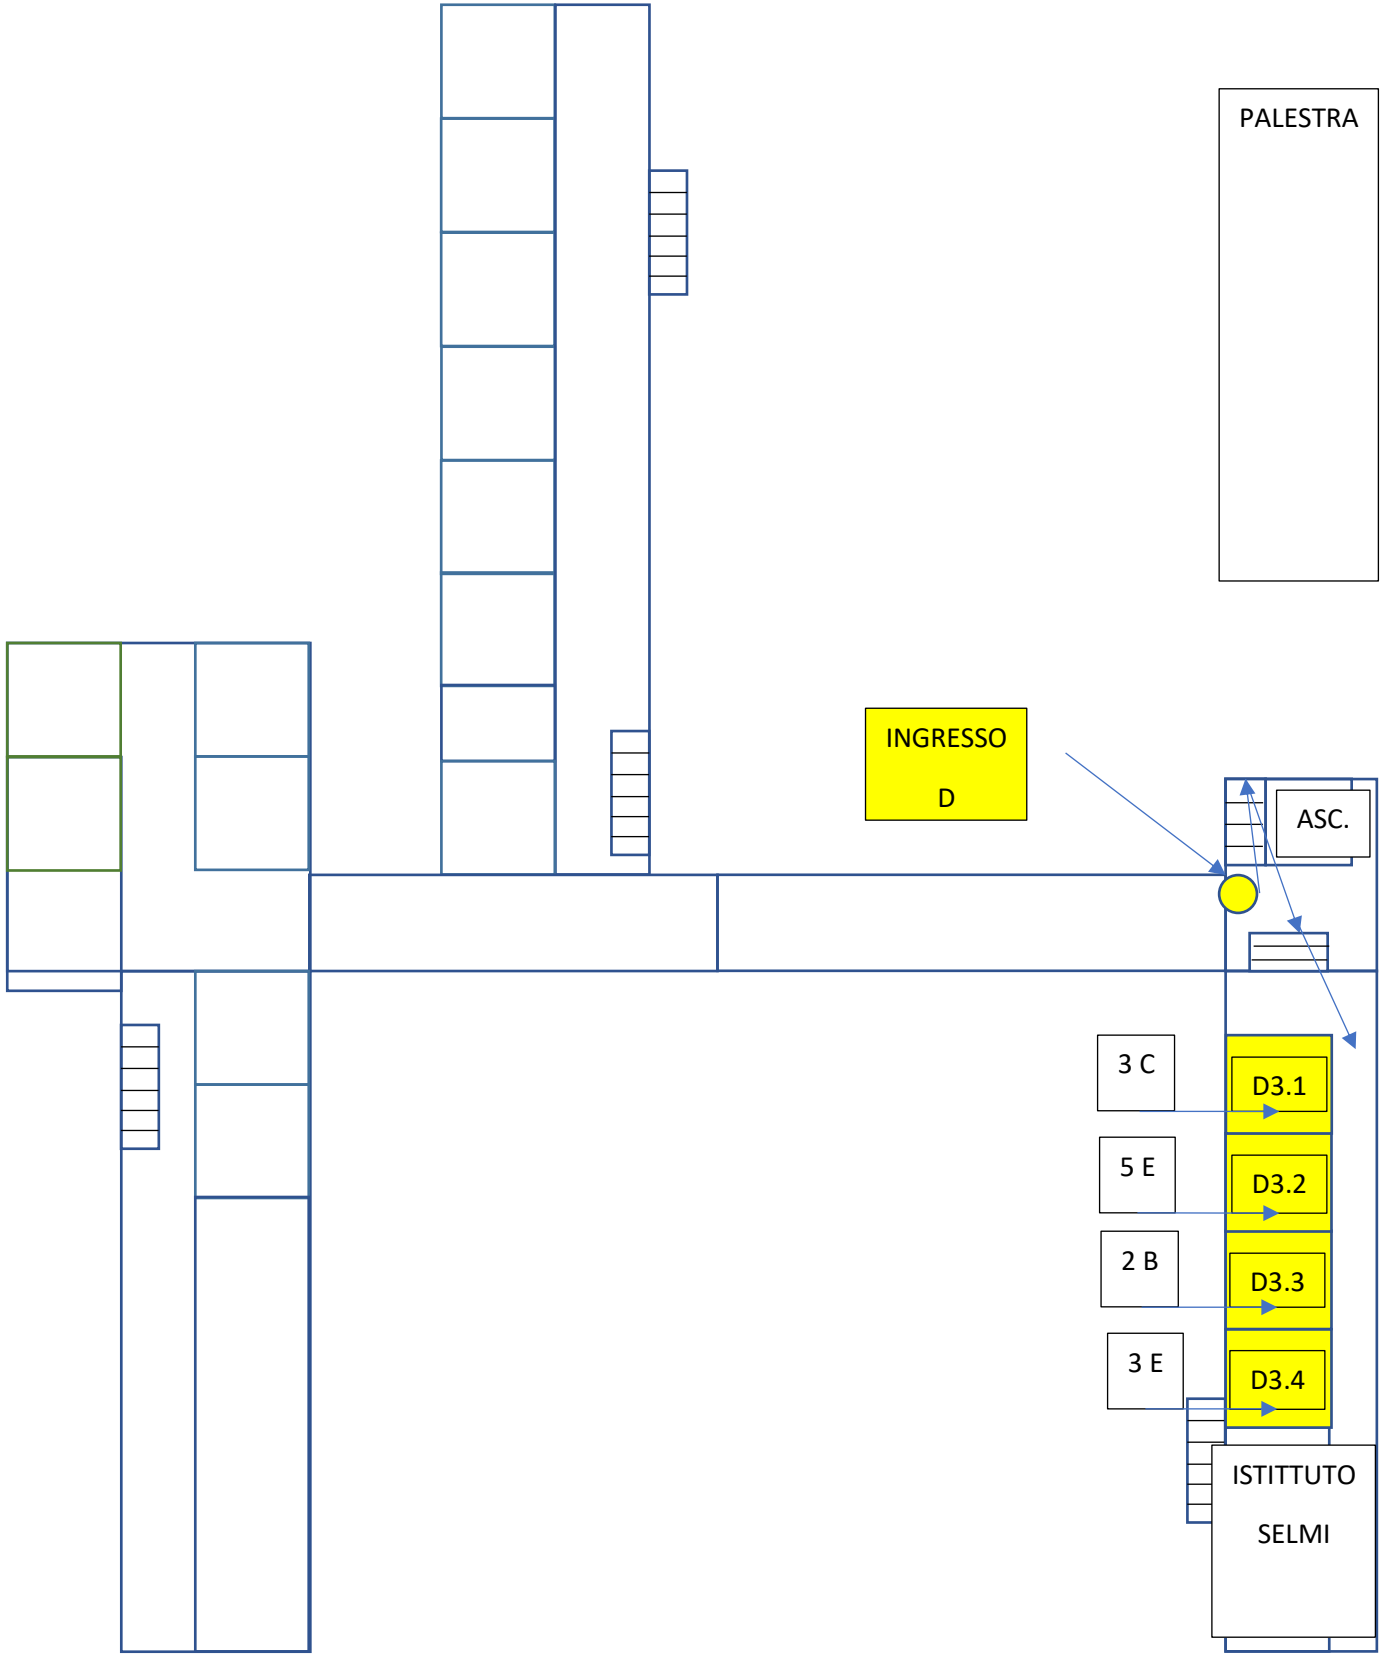 PALESTRA
INGRESSO
D
ASC.
3 C
D3.1
5 E
D3.2
2 B
D3.3
3 E
D3.4
ISTITTUTO
SELMI